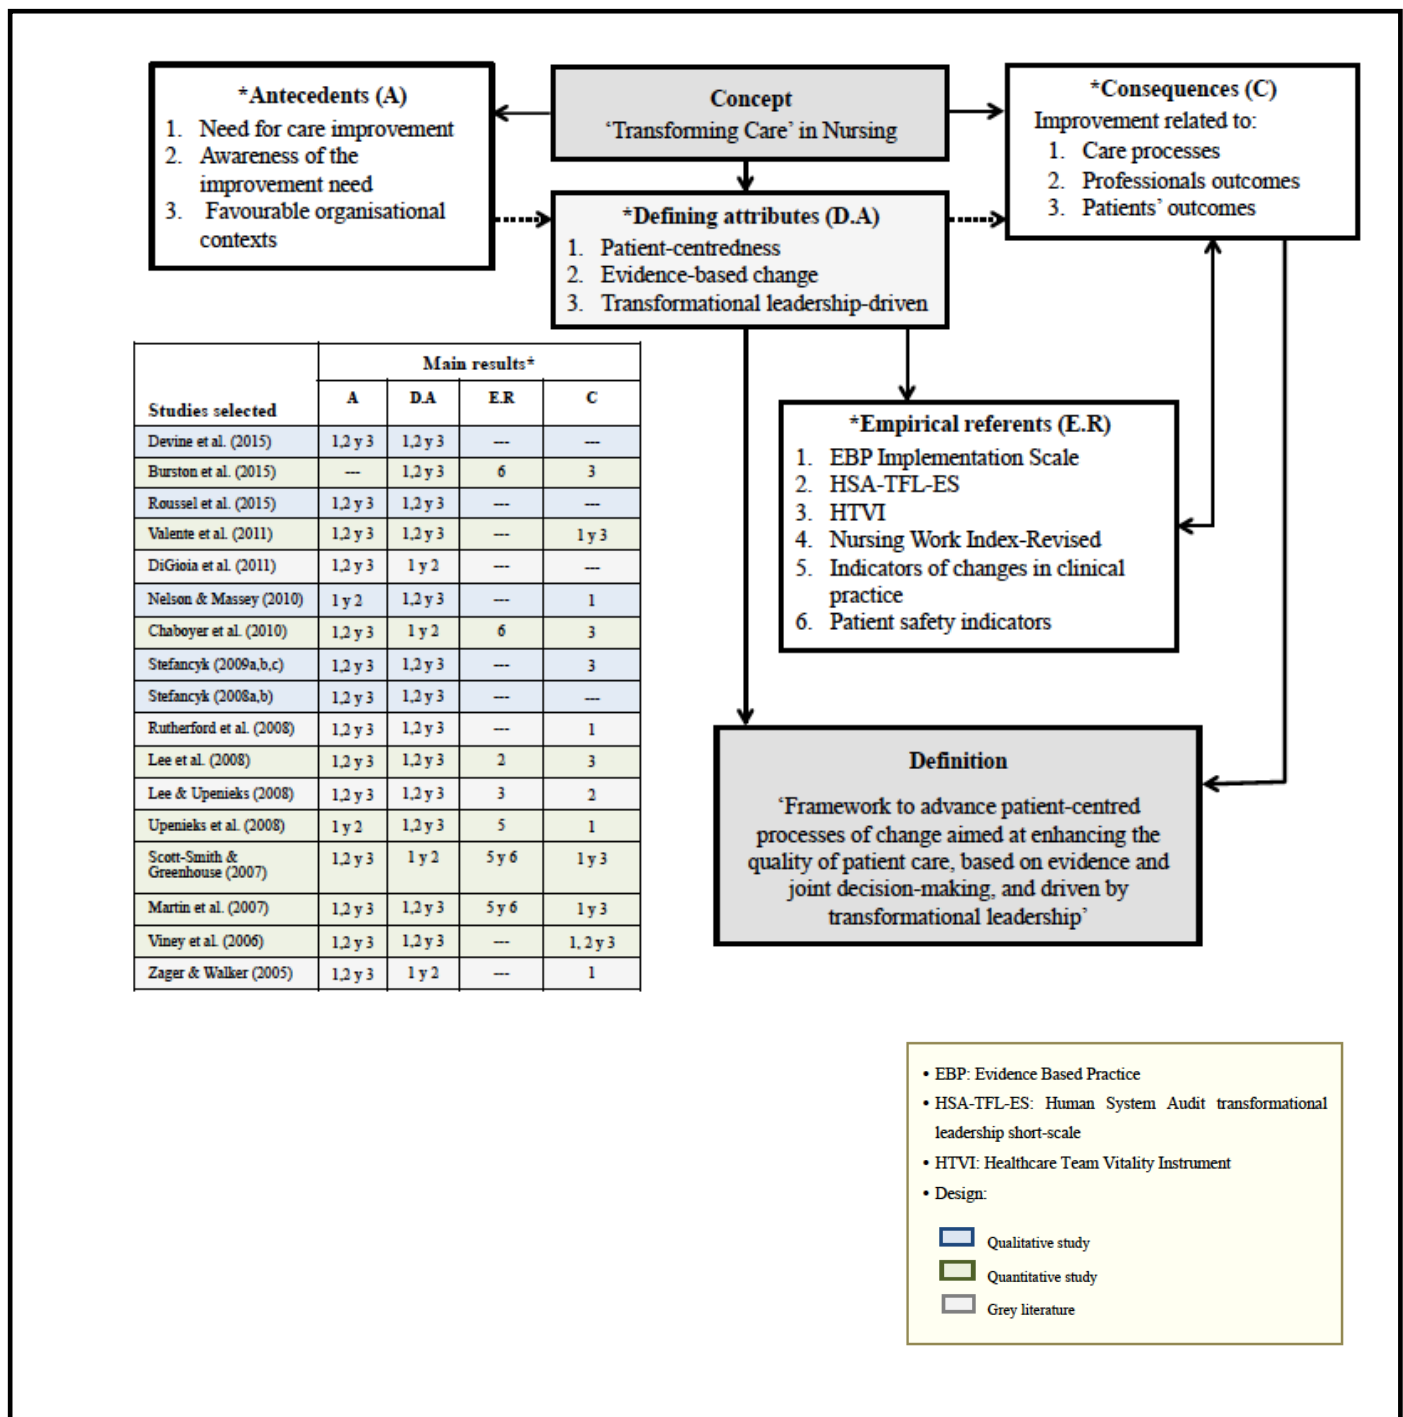 *Antecedents (A)
1. Need for care improvement
2. Awareness of the
improvement need
3. Favourable organisational
contexts
Concept
‘Transforming Care’ in Nursing
*Consequences (C)
Improvement related to:
1. Care processes
2. Professionals outcomes
3. Patients’ outcomes
*Defining attributes (D.A)
1. Patient-centredness
2. Evidence-based change
3. Transformational leadership-driven
Main results*
Studies selected A D.A E.R C
Devine et al. (2015) 1,2 y 3 1,2 y 3 --- ---
Burston et al. (2015) --- 1,2 y 3 6 3
Roussel et al. (2015) 1,2 y 3 1,2 y 3 --- ---
Valente et al. (2011) 1,2 y 3 1,2 y 3 --- 1 y 3
DiGioia et al. (2011) 1,2 y 3 1 y 2 --- ---
Nelson & Massey (2010) 1 y 2 1,2 y 3 --- 1
Chaboyer et al. (2010) 1,2 y 3 1 y 2 6 3
Stefancyk (2009a,b,c) 1,2 y 3 1,2 y 3 --- 3
Stefancyk (2008a,b) 1,2 y 3 1,2 y 3 --- ---
Rutherford et al. (2008) 1,2 y 3 1,2 y 3 --- 1
Lee et al. (2008) 1,2 y 3 1,2 y 3 2 3
Lee & Upenieks (2008) 1,2 y 3 1,2 y 3 3 2
Upenieks et al. (2008) 1 y 2 1,2 y 3 5 1
Scott-Smith &
Greenhouse (2007) 1,2 y 3 1 y 2 5 y 6 1 y 3
Martin et al. (2007) 1,2 y 3 1,2 y 3 5 y 6 1 y 3
Viney et al. (2006) 1,2 y 3 1,2 y 3 --- 1, 2 y 3
Zager & Walker (2005) 1,2 y 3 1 y 2 --- 1
*Empirical referents (E.R)
1. EBP Implementation Scale
2. HSA-TFL-ES
3. HTVI
4. Nursing Work Index-Revised
5. Indicators of changes in clinical
practice
6. Patient safety indicators
Definition
‘Framework to advance patient-centred
processes of change aimed at enhancing the
quality of patient care, based on evidence and
joint decision-making, and driven by
transformational leadership’
• EBP: Evidence Based Practice
• HSA-TFL-ES: Human System Audit transformational
leadership short-scale
• HTVI: Healthcare Team Vitality Instrument
• Design:
Qualitative study
Quantitative study
Grey literature